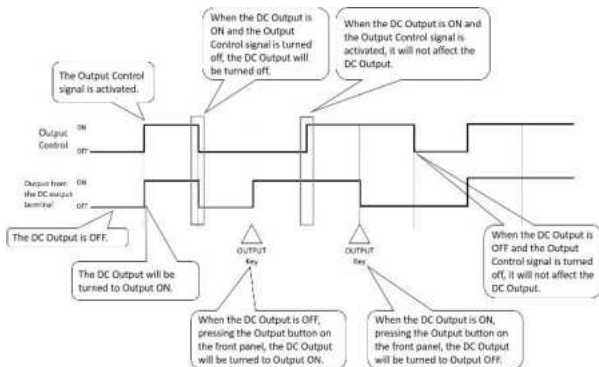 When the DC Output is
ON and the Output
Control signal is turned
off, the DC Output will
be turned off.
When the DC Output is ON and
the Output Control signal is
activated, it will not affect the
DC Output.
The Output Control
signal is activated.
Output
Control
ON
OFF
Output from
the DC output
terminal
ON
OFF
The DC Output is OFF.
The DC Output will be
turned to Output ON.
OUTPUT
Key
OUTPUT
Key
When the DC Output is
OFF and the Output
Control signal is turned
off, it will not affect the
DC Output.
When the DC Output is OFF,
pressing the Output button on
the front panel, the DC Output
will be turned to Output ON.
When the DC Output is ON,
pressing the Output button on
the front panel, the DC Output
will be turned to Output OFF.